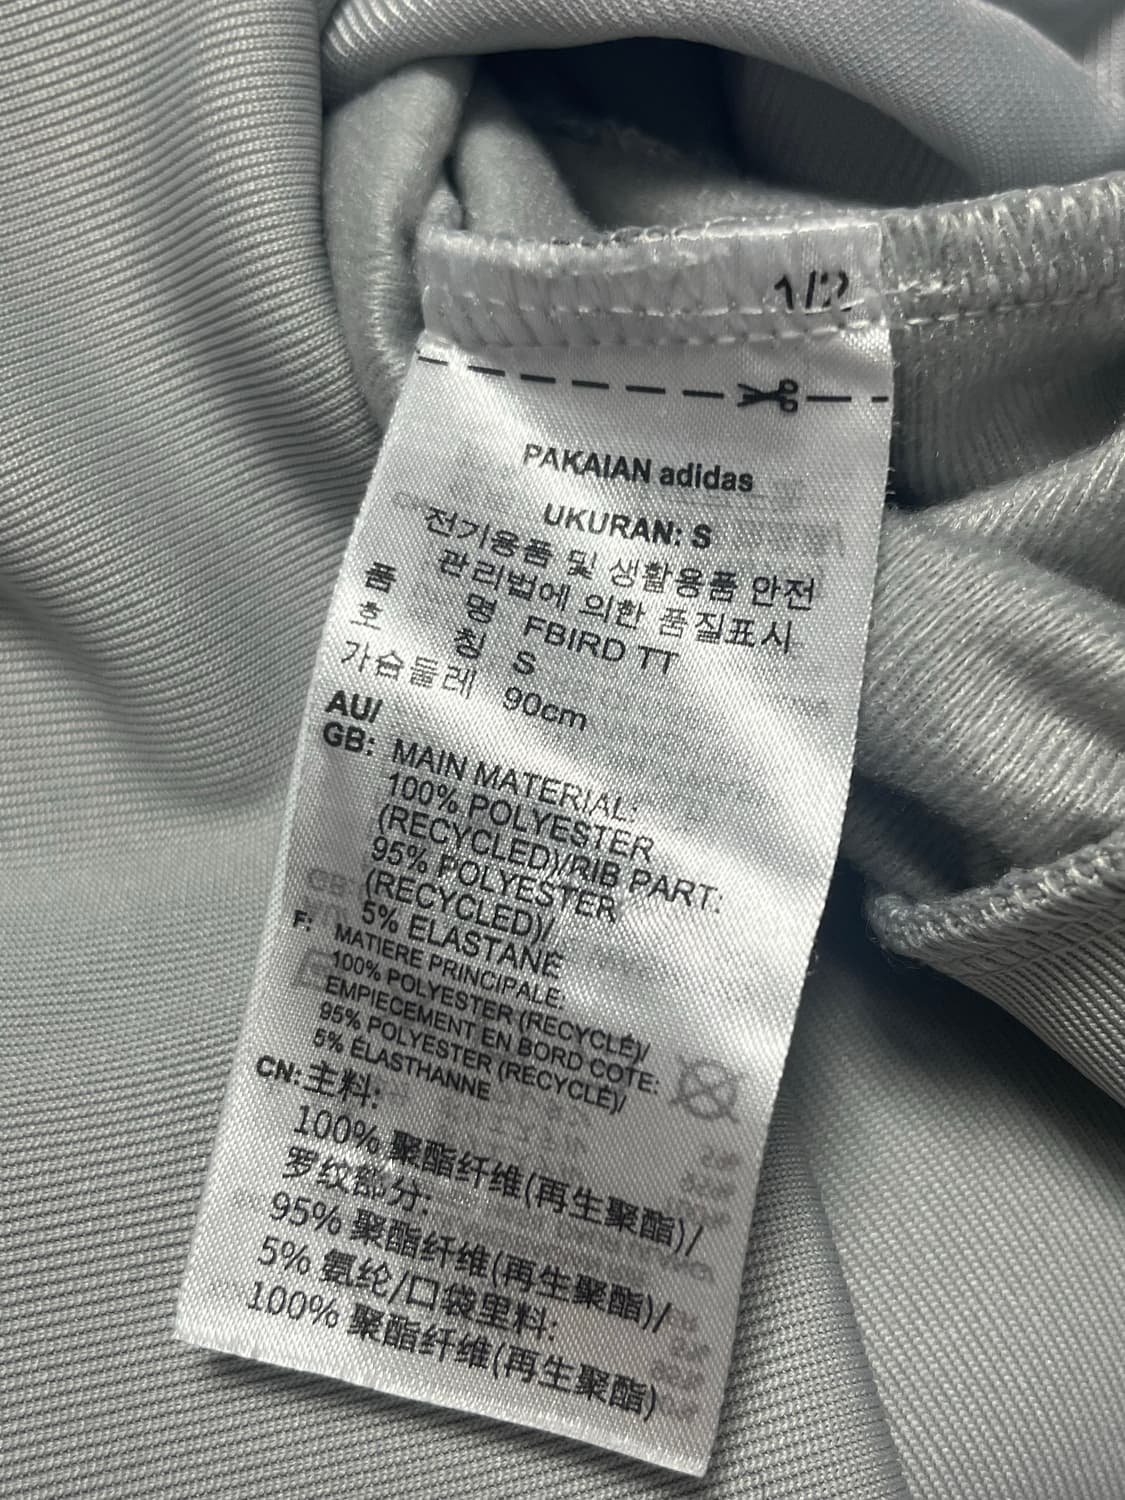 1/2
PAKAIAN adidas
UKURAN: S
전기용품 및 생활용품 안전
관리법에 의한 품질표시
품 명 FBIRD TT
호 칭 S
가슴둘레 90cm
AU/
GB: MAIN MATERIAL:
100% POLYESTER
(RECYCLED)/RIB PART:
95% POLYESTER
(RECYCLED)/
5% ELASTANE
F: MATIERE PRINCIPALE:
100% POLYESTER (RECYCLÉ)/
EMPIECEMENT EN BORD COTE:
95% POLYESTER (RECYCLÉ)/
5% ÉLASTHANNE
CN: 主料:
100% 聚酯纤维(再生聚酯)/
罗纹部分:
95% 聚酯纤维(再生聚酯)/
5% 氨纶/口袋里料:
100% 聚酯纤维(再生聚酯)